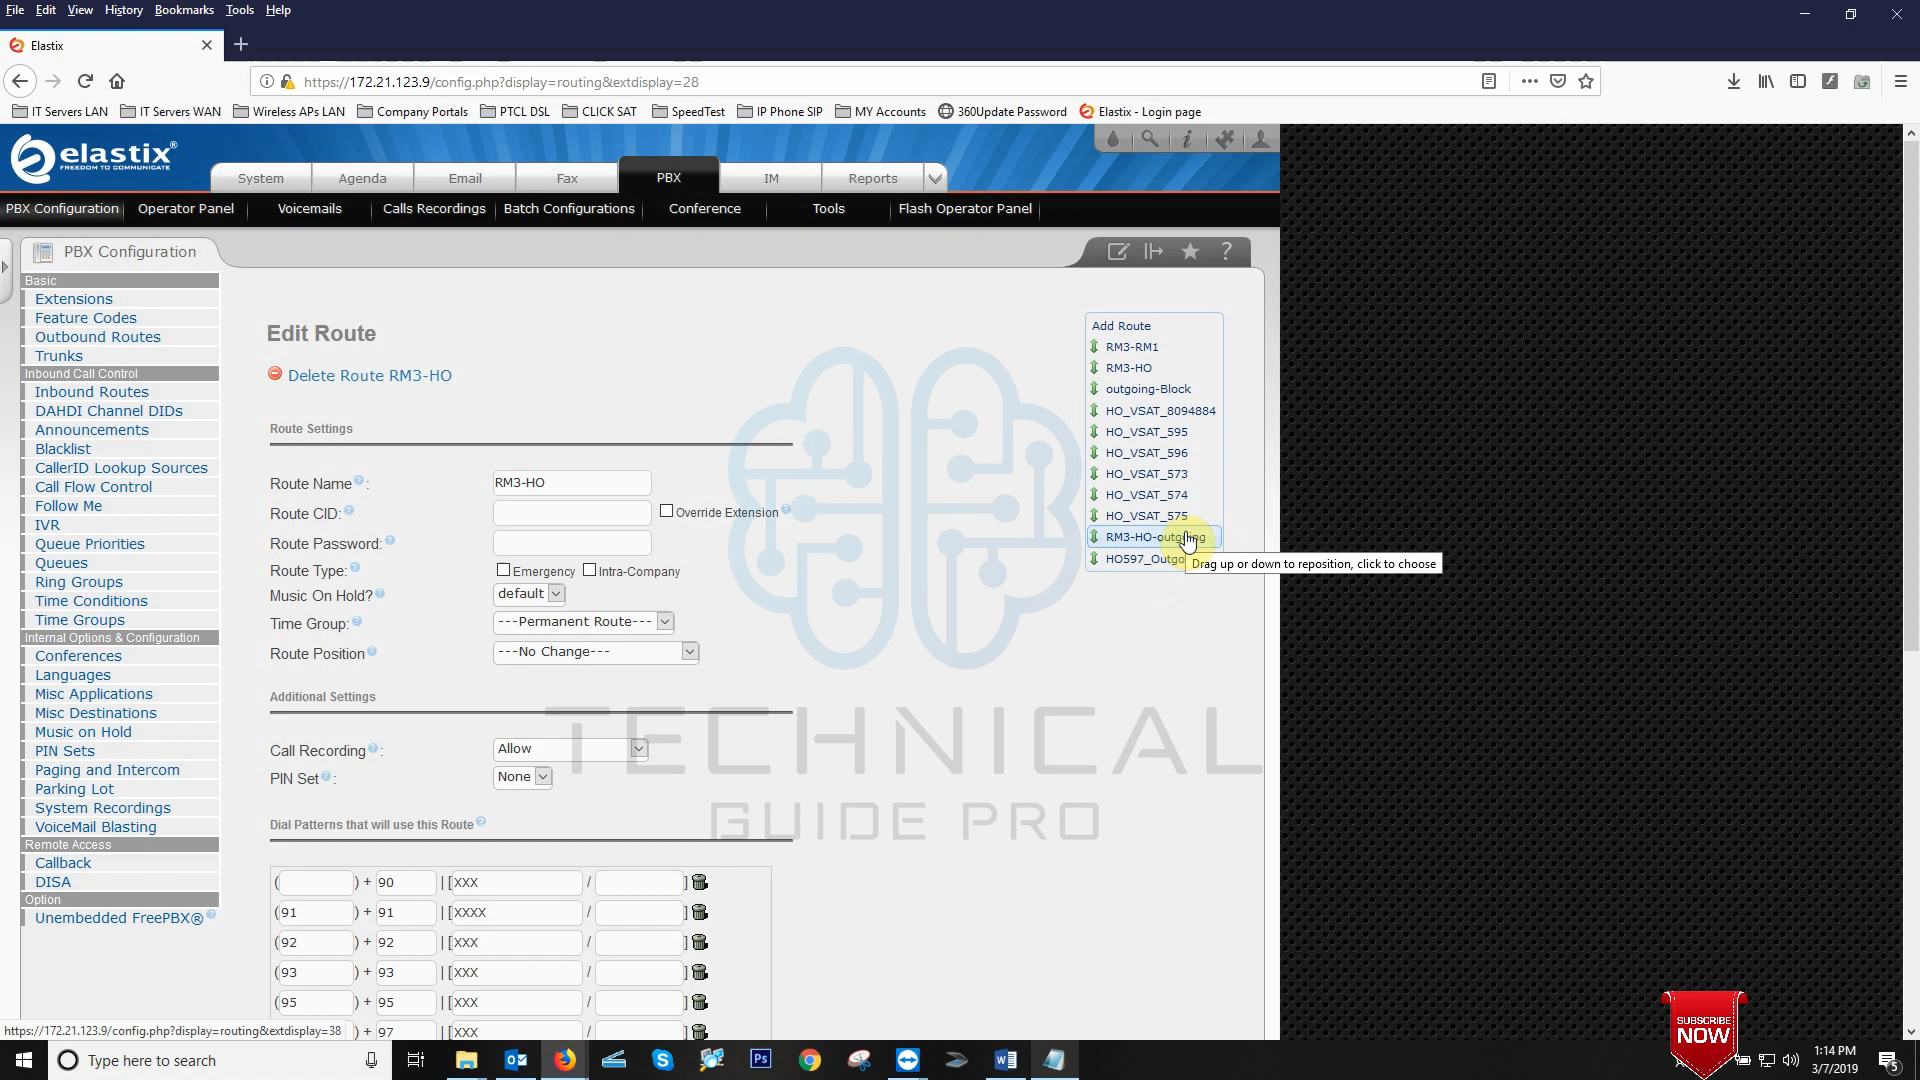 File Edit View History Bookmarks Tools Help
Elastix
https://172.21.123.9/config.php?display=routing&extdisplay=28
IT Servers LAN IT Servers WAN Wireless APs LAN Company Portals PTCL DSL CLICK SAT SpeedTest IP Phone SIP MY Accounts 360Update Password Elastix - Login page
elastix®
FREEDOM TO COMMUNICATE
System Agenda Email Fax PBX IM Reports
PBX Configuration Operator Panel Voicemails Calls Recordings Batch Configurations Conference Tools Flash Operator Panel
PBX Configuration
Basic
Extensions
Feature Codes
Outbound Routes
Trunks
Inbound Call Control
Inbound Routes
DAHDI Channel DIDs
Announcements
Blacklist
CallerID Lookup Sources
Call Flow Control
Follow Me
IVR
Queue Priorities
Queues
Ring Groups
Time Conditions
Time Groups
Internal Options & Configuration
Conferences
Languages
Misc Applications
Misc Destinations
Music on Hold
PIN Sets
Paging and Intercom
Parking Lot
System Recordings
VoiceMail Blasting
Remote Access
Callback
DISA
Option
Unembedded FreePBX®
Edit Route
Delete Route RM3-HO
Route Settings
Route Name: RM3-HO
Route CID: Override Extension
Route Password:
Route Type: Emergency Intra-Company
Music On Hold? default
Time Group: ---Permanent Route---
Route Position ---No Change---
Additional Settings
Call Recording: Allow
PIN Set: None
Dial Patterns that will use this Route
( ) + 90 | [XXX / ]
(91 ) + 91 | [XXXX / ]
(92 ) + 92 | [XXX / ]
(93 ) + 93 | [XXX / ]
(95 ) + 95 | [XXX / ]
) + 97 | [XXX / ]
Add Route
RM3-RM1
RM3-HO
outgoing-Block
HO_VSAT_8094884
HO_VSAT_595
HO_VSAT_596
HO_VSAT_573
HO_VSAT_574
HO_VSAT_575
RM3-HO-outgoing
HO597_Outgo
Drag up or down to reposition, click to choose
TECHNICAL
GUIDE PRO
https://172.21.123.9/config.php?display=routing&extdisplay=38
SUBSCRIBE
NOW
Type here to search
1:14 PM
3/7/2019
5